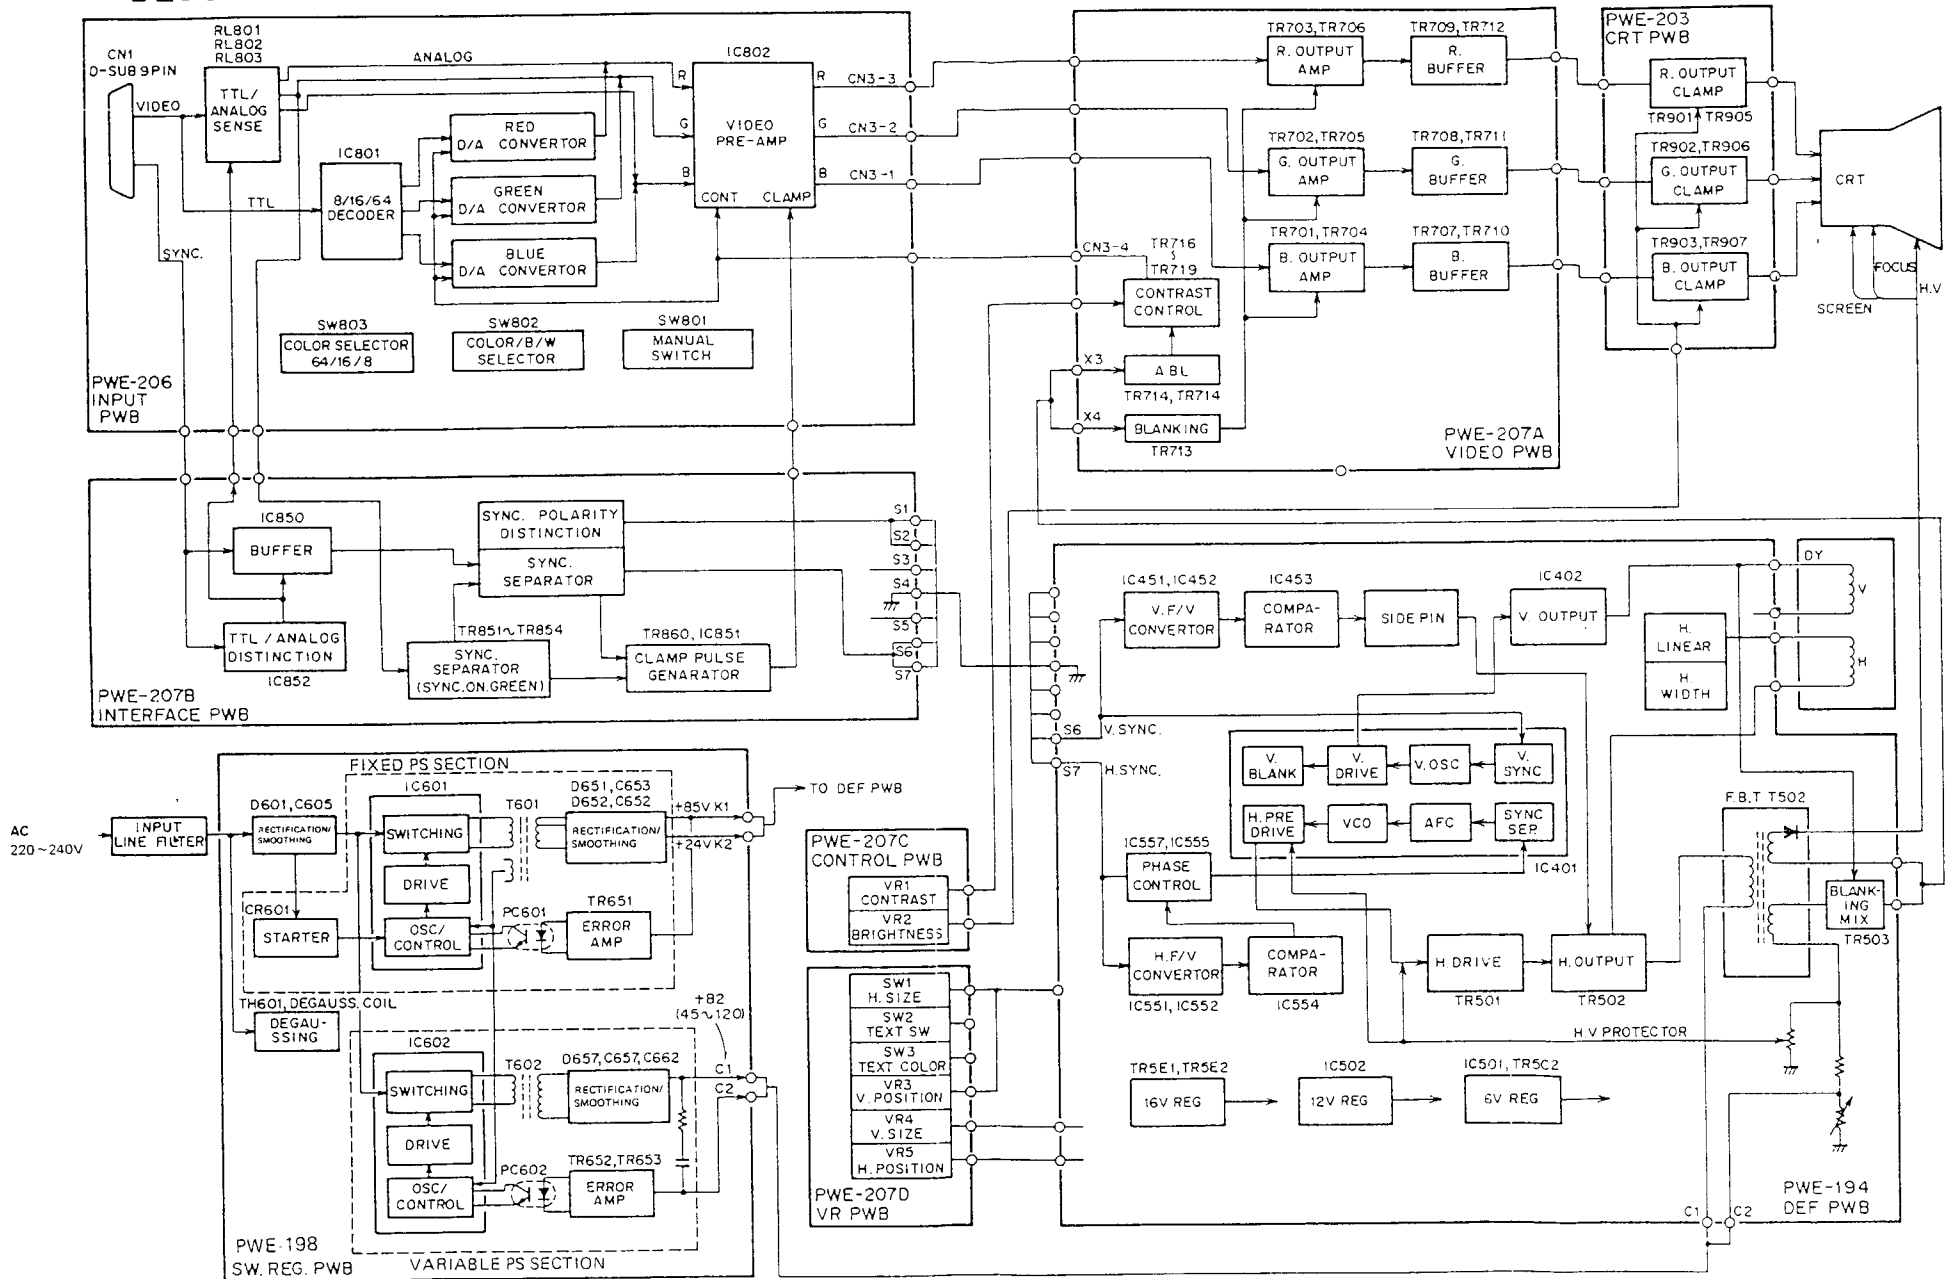 PWE-206
INPUT
PWB
CN1
D-SUB 9PIN
VIDEO
SYNC.
RL801
RL802
RL803
TTL/
ANALOG
SENSE
ANALOG
TTL
IC801
8/16/64
DECODER
RED
D/A CONVERTOR
GREEN
D/A CONVERTOR
BLUE
D/A CONVERTOR
IC802
R
G
B
VIDEO
PRE-AMP
CONT
CLAMP
R
G
B
CN3-3
CN3-2
CN3-1
SW803
COLOR SELECTOR
64/16/8
SW802
COLOR/B/W
SELECTOR
SW801
MANUAL
SWITCH
TR703,TR706
R. OUTPUT
AMP
TR709,TR712
R.
BUFFER
TR702,TR705
G. OUTPUT
AMP
TR708,TR711
G.
BUFFER
TR701,TR704
B. OUTPUT
AMP
TR707,TR710
B.
BUFFER
CN3-4
TR716
~
TR719
CONTRAST
CONTROL
X3
ABL
TR714, TR714
X4
BLANKING
TR713
PWE-207A
VIDEO PWB
PWE-203
CRT PWB
R. OUTPUT
CLAMP
TR901, TR905
TR902,TR906
G. OUTPUT
CLAMP
TR903,TR907
B. OUTPUT
CLAMP
CRT
FOCUS
H.V
SCREEN
IC850
BUFFER
TTL / ANALOG
DISTINCTION
IC852
SYNC. POLARITY
DISTINCTION
SYNC.
SEPARATOR
TR851~TR854
SYNC.
SEPARATOR
(SYNC.ON.GREEN)
TR860, IC851
CLAMP PULSE
GENARATOR
S1
S2
S3
S4
S5
S6
S7
PWE-207B
INTERFACE PWB
AC
220~240V
INPUT
LINE FILTER
FIXED PS SECTION
D601,C605
RECTIFICATION/
SMOOTHING
IC601
SWITCHING
DRIVE
OSC/
CONTROL
T601
D651,C653
D652,C652
RECTIFICATION/
SMOOTHING
+85V K1
+24V K2
TO DEF PWB
CR601
STARTER
PC601
TR651
ERROR
AMP
TH601,DEGAUSS.COIL
DEGAU-
SSING
IC602
SWITCHING
DRIVE
OSC/
CONTROL
T602
D657,C657,C662
RECTIFICATION/
SMOOTHING
+82
(45~120)
C1
C2
PC602
TR652,TR653
ERROR
AMP
PWE-198
SW. REG. PWB
VARIABLE PS SECTION
PWE-207C
CONTROL PWB
VR1
CONTRAST
VR2
BRIGHTNESS
SW1
H. SIZE
SW2
TEXT SW
SW3
TEXT COLOR
VR3
V. POSITION
VR4
V. SIZE
VR5
H. POSITION
PWE-207D
VR PWB
IC451, IC452
V. F/V
CONVERTOR
IC453
COMPA-
RATOR
SIDE PIN
IC402
V. OUTPUT
H.
LINEAR
H.
WIDTH
DY
V
H
S6
V. SYNC.
S7
H.SYNC.
V.
BLANK
V.
DRIVE
V. OSC
V.
SYNC
H. PRE
DRIVE
VCO
AFC
SYNC
SEP.
IC401
IC557, IC555
PHASE
CONTROL
H. F/V
CONVERTOR
IC551, IC552
COMPA-
RATOR
IC554
H. DRIVE
TR501
H. OUTPUT
TR502
F.B.T T502
BLANK-
ING
MIX
TR503
H.V PROTECTOR
TR5E1, TR5E2
16V REG
IC502
12V REG
IC501, TR5C2
6V REG
PWE-194
DEF PWB
C1
C2